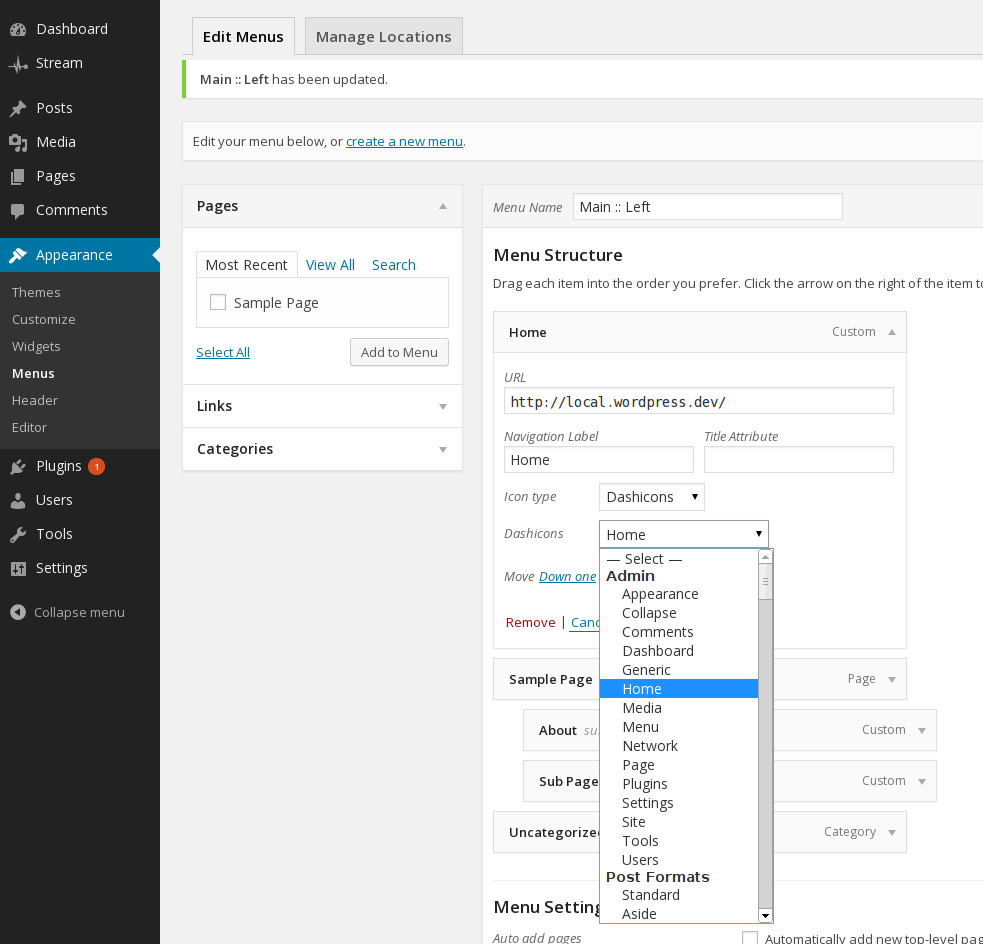 Dashboard
Stream
Posts
Media
Pages
Comments
Appearance
Themes
Customize
Widgets
Menus
Header
Editor
Plugins 1
Users
Tools
Settings
Collapse menu
Edit Menus Manage Locations
Main :: Left has been updated.
Edit your menu below, or create a new menu.
Pages
Most Recent View All Search
Sample Page
Select All Add to Menu
Links
Categories
Menu Name Main :: Left
Menu Structure
Drag each item into the order you prefer. Click the arrow on the right of the item to
Home Custom
URL
http://local.wordpress.dev/
Navigation Label Title Attribute
Home
Icon type Dashicons
Dashicons Home
Move Down one
Remove | Canc
— Select —
Admin
Appearance
Collapse
Comments
Dashboard
Generic
Home
Media
Menu
Network
Page
Plugins
Settings
Site
Tools
Users
Post Formats
Standard
Aside
Sample Page Page
About su Custom
Sub Page Custom
Uncategorized Category
Menu Setting
Auto add pages Automatically add new top-level pag